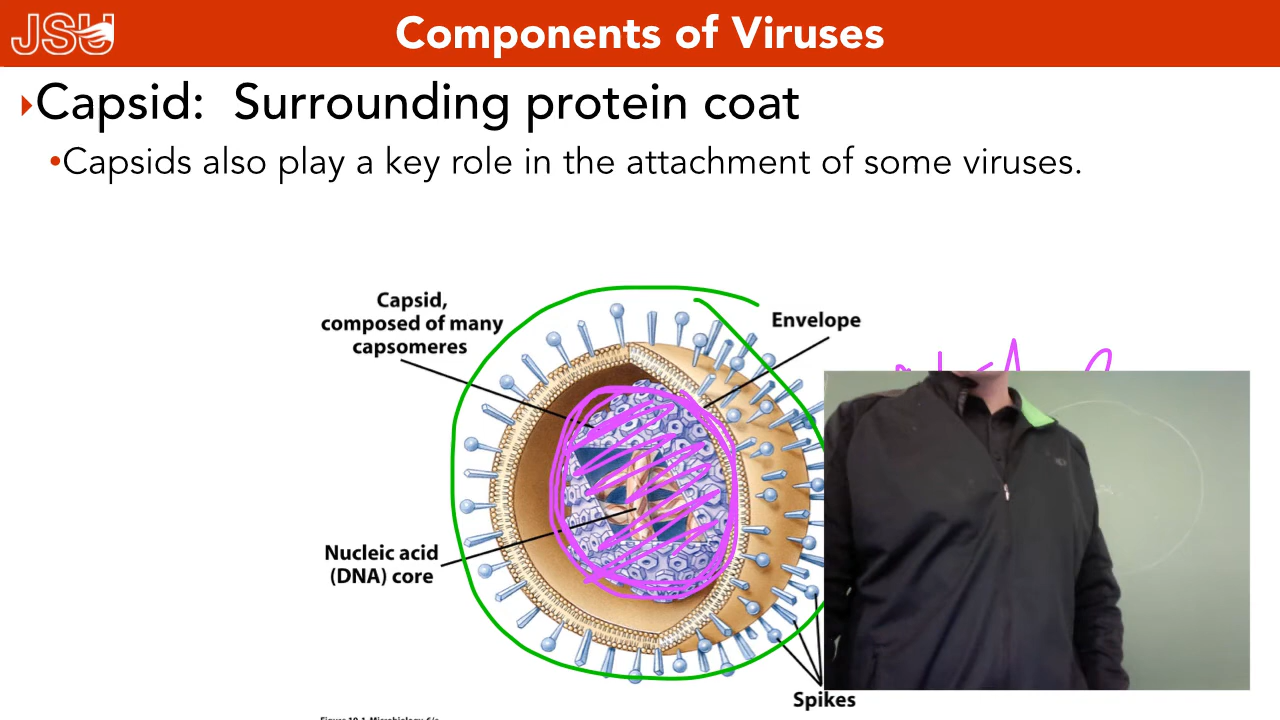 JSU
Components of Viruses
Capsid: Surrounding protein coat
Capsids also play a key role in the attachment of some viruses.
Capsid,
composed of many
capsomeres
Envelope
Nucleic acid
(DNA) core
Spikes